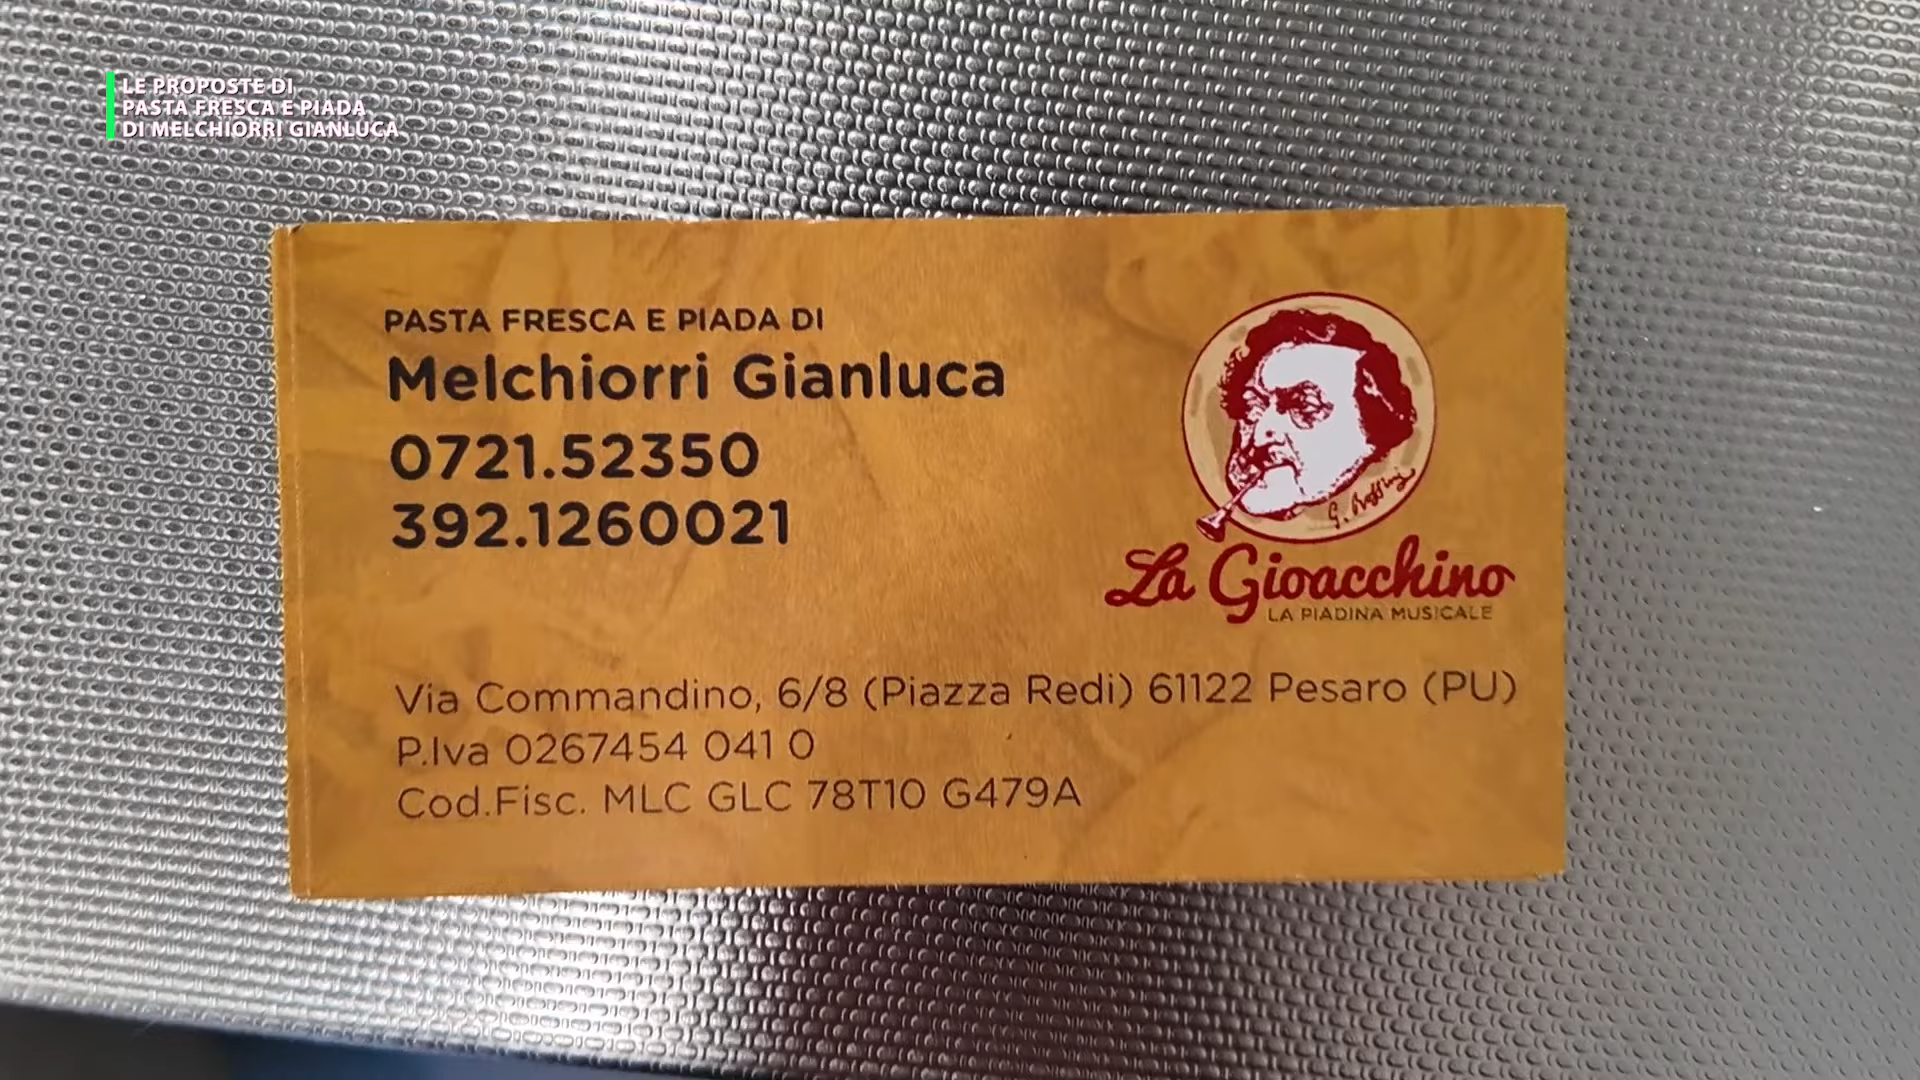 LE PROPOSTE DI
PASTA FRESCA E PIADA
DI MELCHIORRI GIANLUCA
PASTA FRESCA E PIADA DI
Melchiorri Gianluca
0721.52350
392.1260021
G. Rossini
La Gioacchino
LA PIADINA MUSICALE
Via Commandino, 6/8 (Piazza Redi) 61122 Pesaro (PU)
P.Iva 0267454 041 0
Cod.Fisc. MLC GLC 78T10 G479A